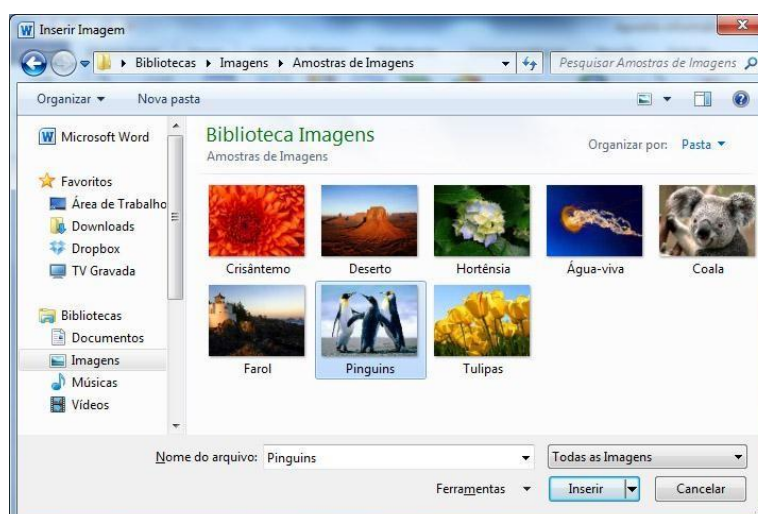 Inserir Imagem
Bibliotecas
Imagens
Amostras de Imagens
Pesquisar Amostras de Imagens
Organizar
Nova pasta
Microsoft Word
Favoritos
Área de Trabalho
Downloads
Dropbox
TV Gravada
Bibliotecas
Documentos
Imagens
Músicas
Vídeos
Biblioteca Imagens
Amostras de Imagens
Organizar por: Pasta
Crisântemo
Deserto
Hortênsia
Água-viva
Coala
Farol
Pinguins
Tulipas
Nome do arquivo: Pinguins
Todas as Imagens
Ferramentas
Inserir
Cancelar